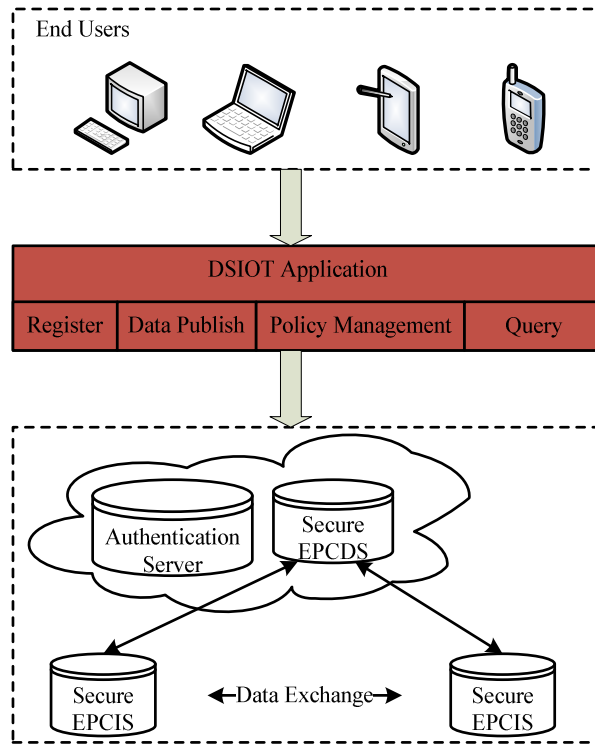 End Users
DSIOT Application
Register
Data Publish
Policy Management
Query
Authentication
Server
Secure
EPCDS
Secure
EPCIS
Data Exchange
Secure
EPCIS